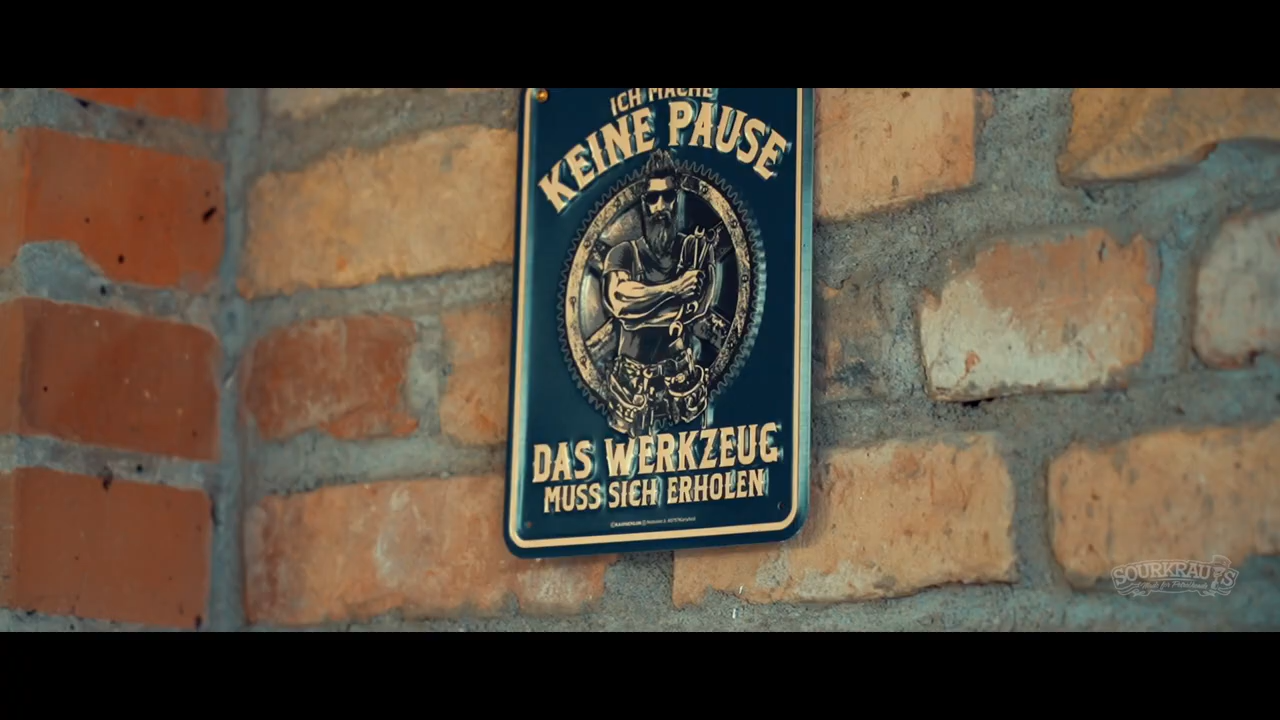 ICH MACHE
KEINE PAUSE
DAS WERKZEUG
MUSS SICH ERHOLEN
SOURKRAUTS